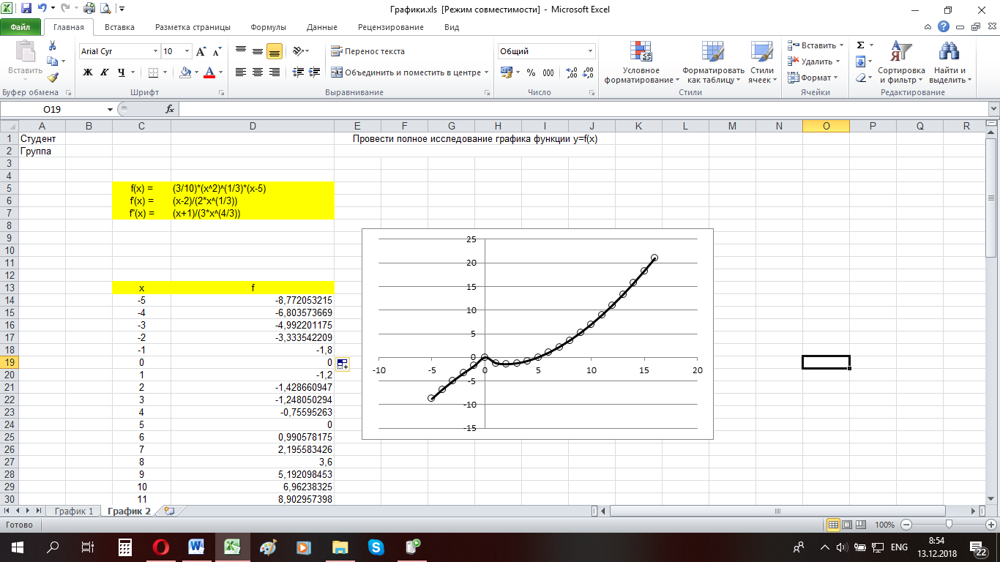 Графики.xls [Режим совместимости] - Microsoft Excel
Файл Главная Вставка Разметка страницы Формулы Данные Рецензирование Вид
Вставить
Буфер обмена
Arial Cyr 10
Ж К Ч
Шрифт
Перенос текста
Объединить и поместить в центре
Выравнивание
Общий
% 000
Число
Условное форматирование
Форматировать как таблицу
Стили ячеек
Стили
Вставить
Удалить
Формат
Ячейки
Σ
Сортировка и фильтр
Найти и выделить
Редактирование
O19 fx
A B C D E F G H I J K L M N O P Q R
1 Студент Провести полное исследование графика функции y=f(x)
2 Группа
3
4
5 f(x) = (3/10)*(x^2)^(1/3)*(x-5)
6 f'(x) = (x-2)/(2*x^(1/3))
7 f''(x) = (x+1)/(3*x^(4/3))
8
9
10
11
12
13 x f
14 -5 -8,772053215
15 -4 -6,803573669
16 -3 -4,992201175
17 -2 -3,333542209
18 -1 -1,8
19 0 0
20 1 -1,2
21 2 -1,428660947
22 3 -1,248050294
23 4 -0,75595263
24 5 0
25 6 0,990578175
26 7 2,195583426
27 8 3,6
28 9 5,192098453
29 10 6,96238325
30 11 8,902957398
25
20
15
10
5
0
-5
-10
-15
-10 -5 0 5 10 15 20
График 1 График 2
Готово 100%
ENG 8:54
13.12.2018
22